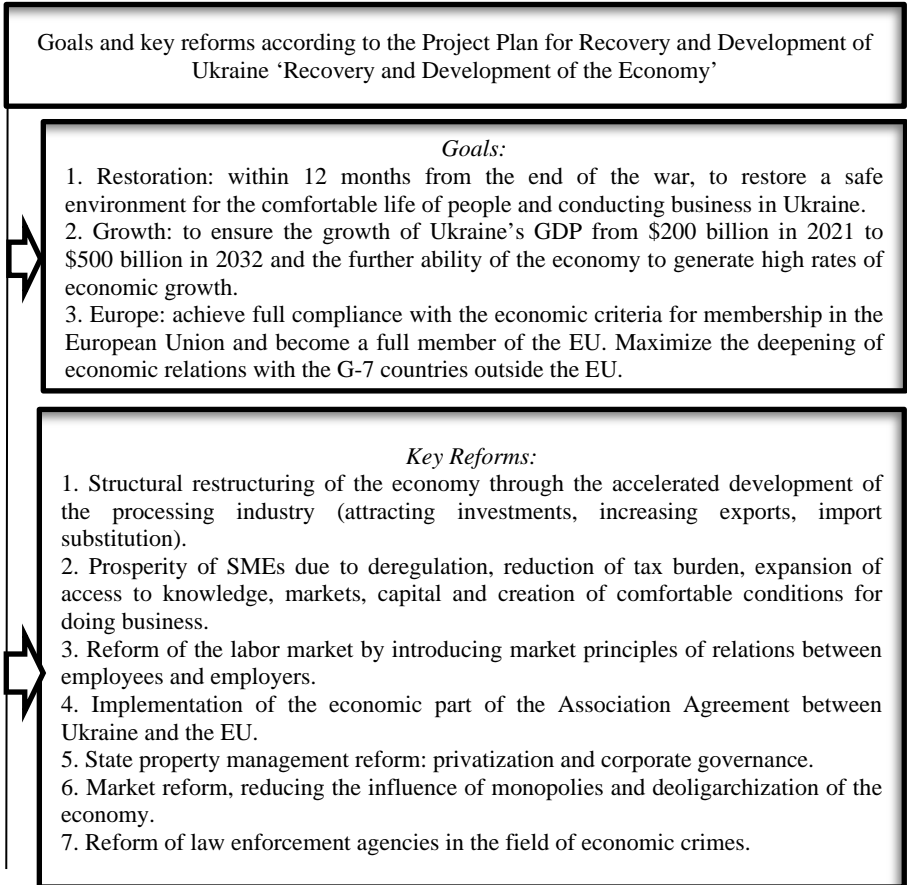 Goals and key reforms according to the Project Plan for Recovery and Development of
Ukraine ‘Recovery and Development of the Economy’
Goals:
1. Restoration: within 12 months from the end of the war, to restore a safe
environment for the comfortable life of people and conducting business in Ukraine.
2. Growth: to ensure the growth of Ukraine’s GDP from $200 billion in 2021 to
$500 billion in 2032 and the further ability of the economy to generate high rates of
economic growth.
3. Europe: achieve full compliance with the economic criteria for membership in the
European Union and become a full member of the EU. Maximize the deepening of
economic relations with the G-7 countries outside the EU.
Key Reforms:
1. Structural restructuring of the economy through the accelerated development of
the processing industry (attracting investments, increasing exports, import
substitution).
2. Prosperity of SMEs due to deregulation, reduction of tax burden, expansion of
access to knowledge, markets, capital and creation of comfortable conditions for
doing business.
3. Reform of the labor market by introducing market principles of relations between
employees and employers.
4. Implementation of the economic part of the Association Agreement between
Ukraine and the EU.
5. State property management reform: privatization and corporate governance.
6. Market reform, reducing the influence of monopolies and deoligarchization of the
economy.
7. Reform of law enforcement agencies in the field of economic crimes.